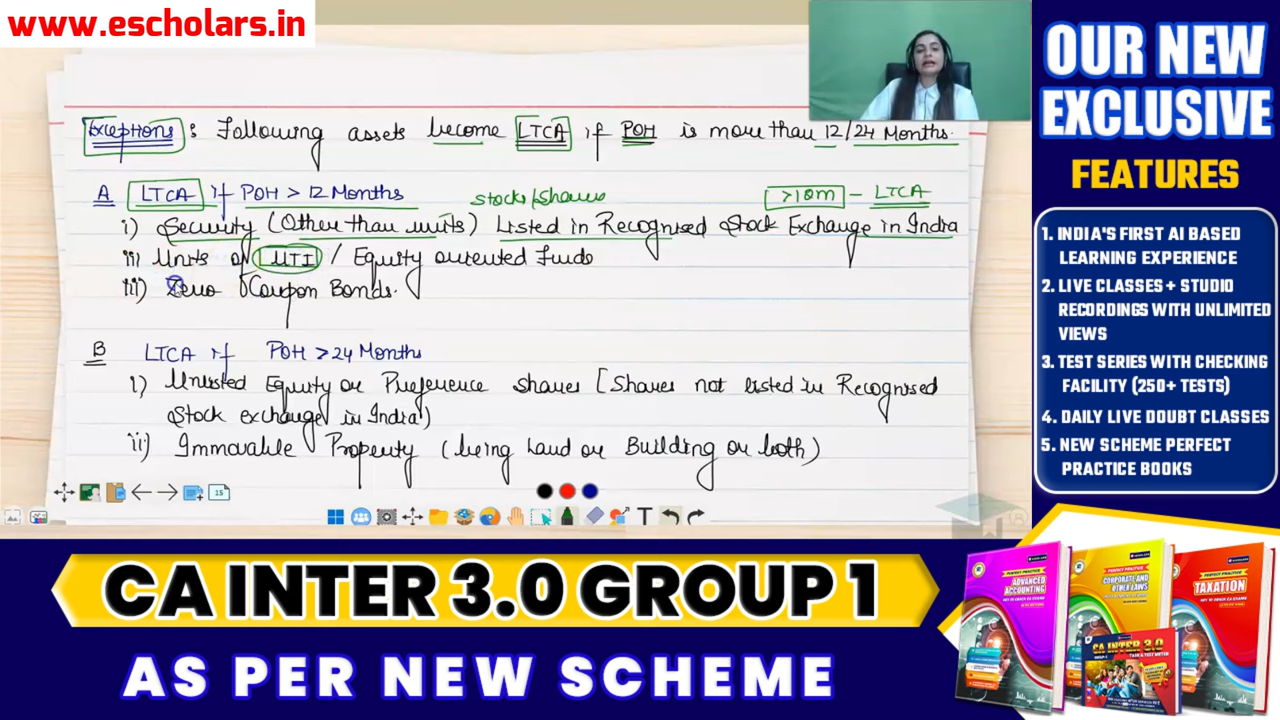 www.escholars.in
Exceptions : Following assets become LTCA if POH is more than 12/24 Months.
A LTCA if POH > 12 Months stocks/shares >12m – LTCA
i) Security (Other than units) Listed in Recognised Stock Exchange in India
ii) Units of UTI / Equity oriented Funds
iii) Zero Coupon Bonds.
B LTCA if POH > 24 Months
i) Unlisted Equity or Preference shares [Shares not listed in Recognised
Stock exchange in India)
ii) Immovable Property (being Land or Building or both)
15
T
OUR NEW
EXCLUSIVE
FEATURES
1. INDIA'S FIRST AI BASED
LEARNING EXPERIENCE
2. LIVE CLASSES + STUDIO
RECORDINGS WITH UNLIMITED
VIEWS
3. TEST SERIES WITH CHECKING
FACILITY (250+ TESTS)
4. DAILY LIVE DOUBT CLASSES
5. NEW SCHEME PERFECT
PRACTICE BOOKS
CA INTER 3.0 GROUP 1
AS PER NEW SCHEME
PERFECT PRACTICE
ADVANCED
ACCOUNTING
PERFECT PRACTICE
CORPORATE AND
OTHER LAWS
PERFECT PRACTICE
TAXATION
CA INTER 3.0